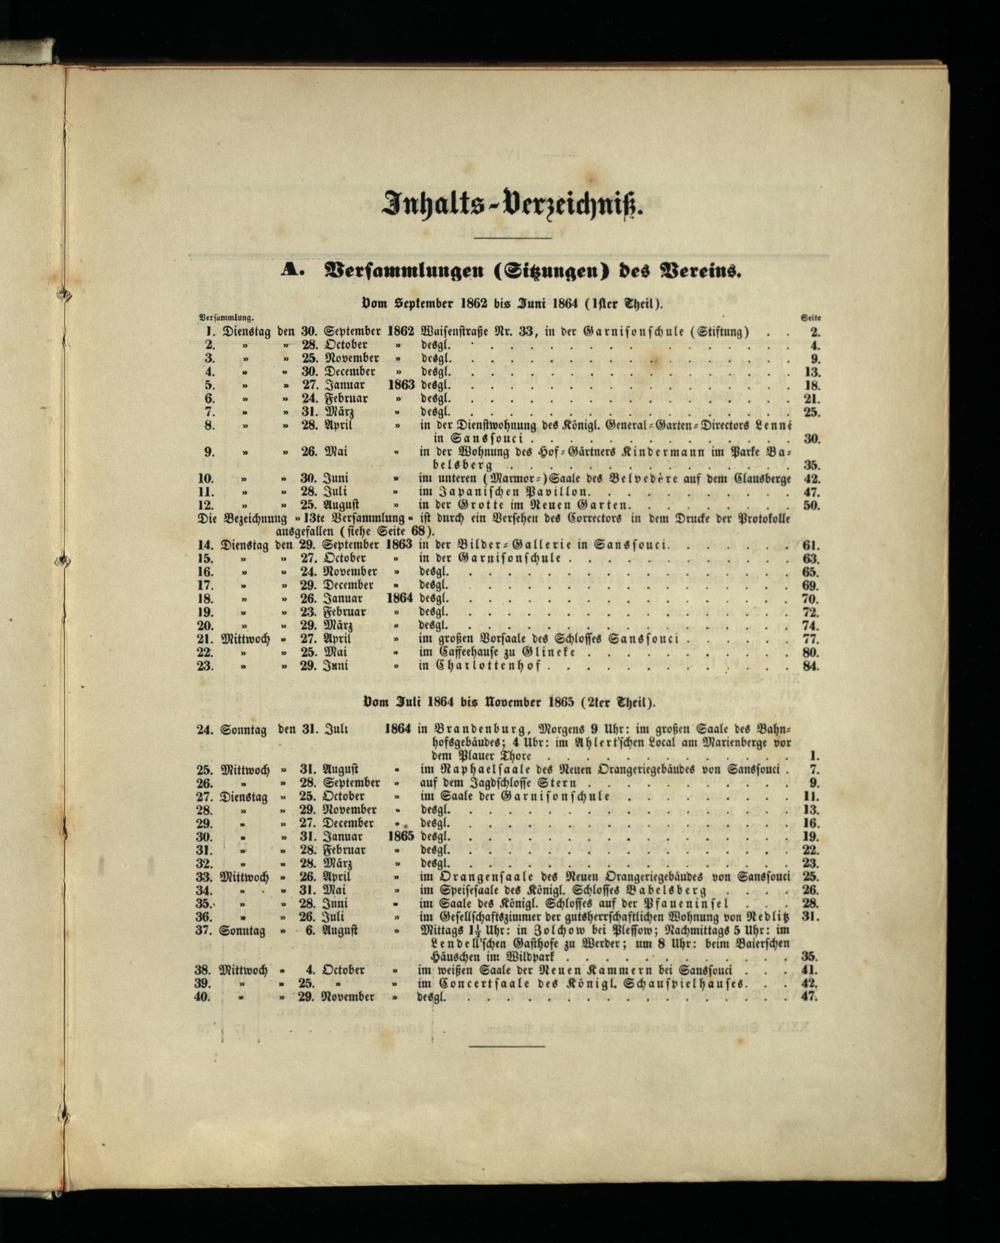 Inhalts-Verzeichniß.
A. Versammlungen (Sitzungen) des Vereins.
Vom September 1862 bis Juni 1864 (1ster Theil).
Versammlung. Seite
1. Dienstag den 30. September 1862 Waisenstraße Nr. 33, in der Garnisonschule (Stiftung) . . 2.
2. » » 28. October » desgl. . . . . . . . . . . . . . . . . . 4.
3. » » 25. November » desgl. . . . . . . . . . . . . . . . . . 9.
4. » » 30. December » desgl. . . . . . . . . . . . . . . . . . 13.
5. » » 27. Januar 1863 desgl. . . . . . . . . . . . . . . . . . 18.
6. » » 24. Februar » desgl. . . . . . . . . . . . . . . . . . 21.
7. » » 31. März » desgl. . . . . . . . . . . . . . . . . . 25.
8. » » 28. April » in der Dienstwohnung des Königl. General-Garten-Directors Lenné
in Sanssouci . . . . . . . . . . . . . . 30.
9. » » 26. Mai » in der Wohnung des Hof-Gärtners Kindermann im Parke Ba-
belsberg . . . . . . . . . . . . . . . 35.
10. » » 30. Juni » im unteren (Marmor-)Saale des Belvedère auf dem Clausberge 42.
11. » » 28. Juli » im Japanischen Pavillon. . . . . . . . . . . 47.
12. » » 25. August » in der Grotte im Neuen Garten. . . . . . . . . 50.
Die Bezeichnung »13te Versammlung« ist durch ein Versehen des Correctors in dem Drucke der Protokolle
ausgefallen (siehe Seite 68).
14. Dienstag den 29. September 1863 in der Bilder-Gallerie in Sanssouci. . . . . . . 61.
15. » » 27. October » in der Garnisonschule . . . . . . . . . . . . 63.
16. » » 24. November » desgl. . . . . . . . . . . . . . . . . . 65.
17. » » 29. December » desgl. . . . . . . . . . . . . . . . . . 69.
18. » » 26. Januar 1864 desgl. . . . . . . . . . . . . . . . . . 70.
19. » » 23. Februar » desgl. . . . . . . . . . . . . . . . . . 72.
20. » » 29. März » desgl. . . . . . . . . . . . . . . . . . 74.
21. Mittwoch » 27. April » im großen Vorsaale des Schlosses Sanssouci . . . . . . 77.
22. » » 25. Mai » im Caffeehause zu Glineke . . . . . . . . . . . 80.
23. » » 29. Juni » in Charlottenhof . . . . . . . . . . . . . 84.
Vom Juli 1864 bis November 1865 (2ter Theil).
24. Sonntag den 31. Juli 1864 in Brandenburg, Morgens 9 Uhr: im großen Saale des Bahn-
hofsgebäudes; 4 Uhr: im Ahlert'schen Local am Marienberge vor
dem Plauer Thore . . . . . . . . . . . . . 1.
25. Mittwoch » 31. August » im Raphaelsaale des Neuen Orangeriegebäudes von Sanssouci . 7.
26. » » 28. September » auf dem Jagdschlosse Stern . . . . . . . . . . . 9.
27. Dienstag » 25. October » im Saale der Garnisonschule . . . . . . . . . 11.
28. » » 29. November » desgl. . . . . . . . . . . . . . . . . . 13.
29. » » 27. December » desgl. . . . . . . . . . . . . . . . . . 16.
30. » » 31. Januar 1865 desgl. . . . . . . . . . . . . . . . . . 19.
31. » » 28. Februar » desgl. . . . . . . . . . . . . . . . . . 22.
32. » » 28. März » desgl. . . . . . . . . . . . . . . . . . 23.
33. Mittwoch » 26. April » im Orangensaale des Neuen Orangeriegebäudes von Sanssouci 25.
34. » » 31. Mai » im Speisesaale des Königl. Schlosses Babelsberg . . . . 26.
35. » » 28. Juni » im Saale des Königl. Schlosses auf der Pfaueninsel . . . 28.
36. » » 26. Juli » im Gesellschaftszimmer der gutsherrschaftlichen Wohnung von Nedlitz 31.
37. Sonntag » 6. August » Mittags 1½ Uhr: in Zolchow bei Plessow; Nachmittags 5 Uhr: im
Lendell'schen Gasthofe zu Werder; um 8 Uhr: beim Baierschen
Häuschen im Wildpark . . . . . . . . . . . . 35.
38. Mittwoch » 4. October » im weißen Saale der Neuen Kammern bei Sanssouci . . . 41.
39. » » 25. » » im Concertsaale des Königl. Schauspielhauses. . . 42.
40. » » 29. November » desgl. . . . . . . . . . . . . . . . . . 47.